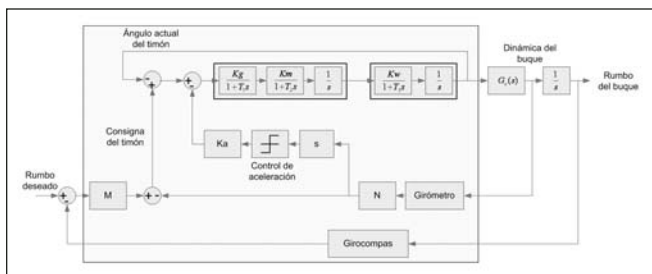 Ángulo actual
del timón
Dinámica del
buque
Kg
1+T₁s
Km
1+T₂s
1
s
Kw
1+T₃s
1
s
G (s)
1
s
Rumbo
del buque
Consigna
del timón
Ka
s
Control de
aceleración
Rumbo
deseado
M
N
Girómetro
Girocompas